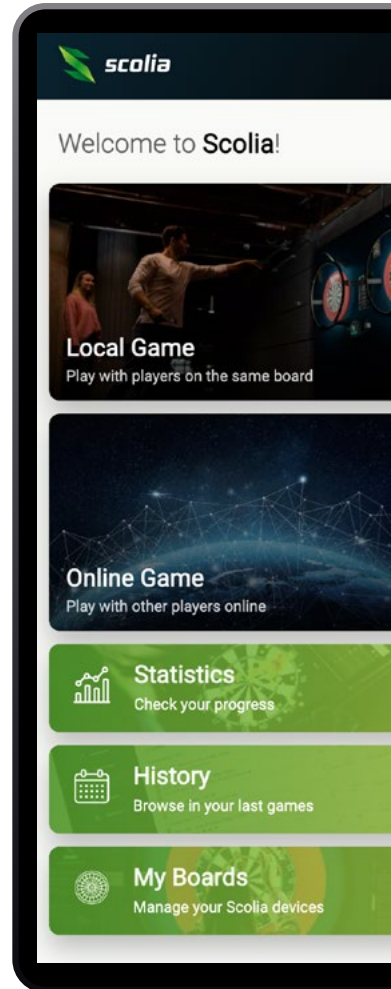 scolia
Welcome to Scolia!
Local Game
Play with players on the same board
Online Game
Play with other players online
Statistics
Check your progress
History
Browse in your last games
My Boards
Manage your Scolia devices